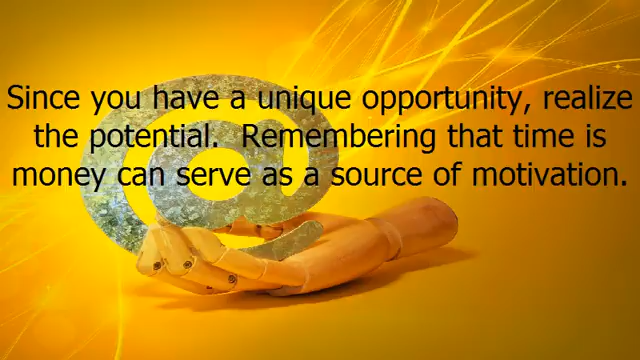 Since you have a unique opportunity, realize
the potential.  Remembering that time is
money can serve as a source of motivation.